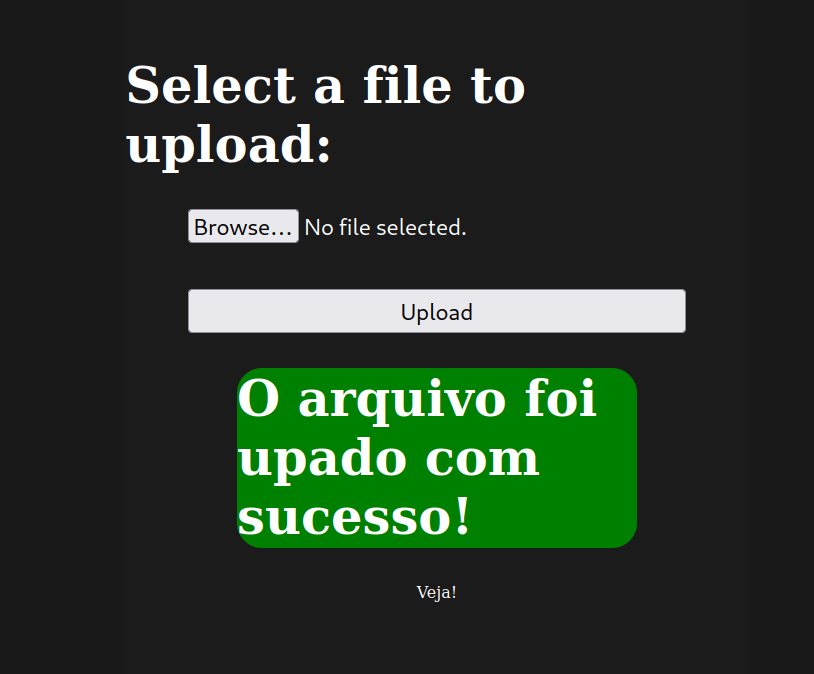 Select a file to
upload:
Browse... No file selected.
Upload
O arquivo foi
upado com
sucesso!
Veja!